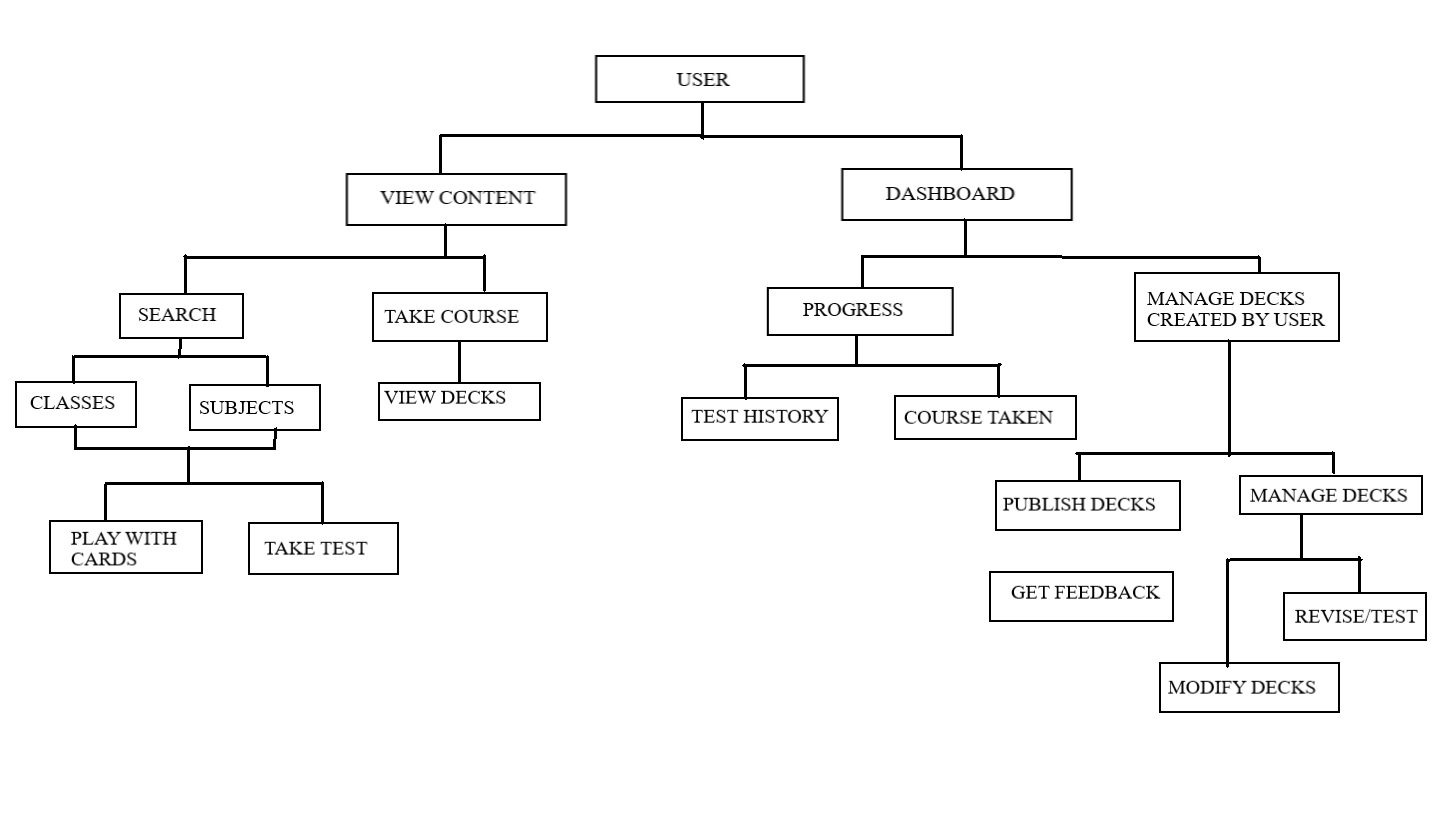 USER
VIEW CONTENT
DASHBOARD
SEARCH
TAKE COURSE
PROGRESS
MANAGE DECKS
CREATED BY USER
CLASSES
SUBJECTS
VIEW DECKS
TEST HISTORY
COURSE TAKEN
PUBLISH DECKS
MANAGE DECKS
PLAY WITH
CARDS
TAKE TEST
GET FEEDBACK
REVISE/TEST
MODIFY DECKS